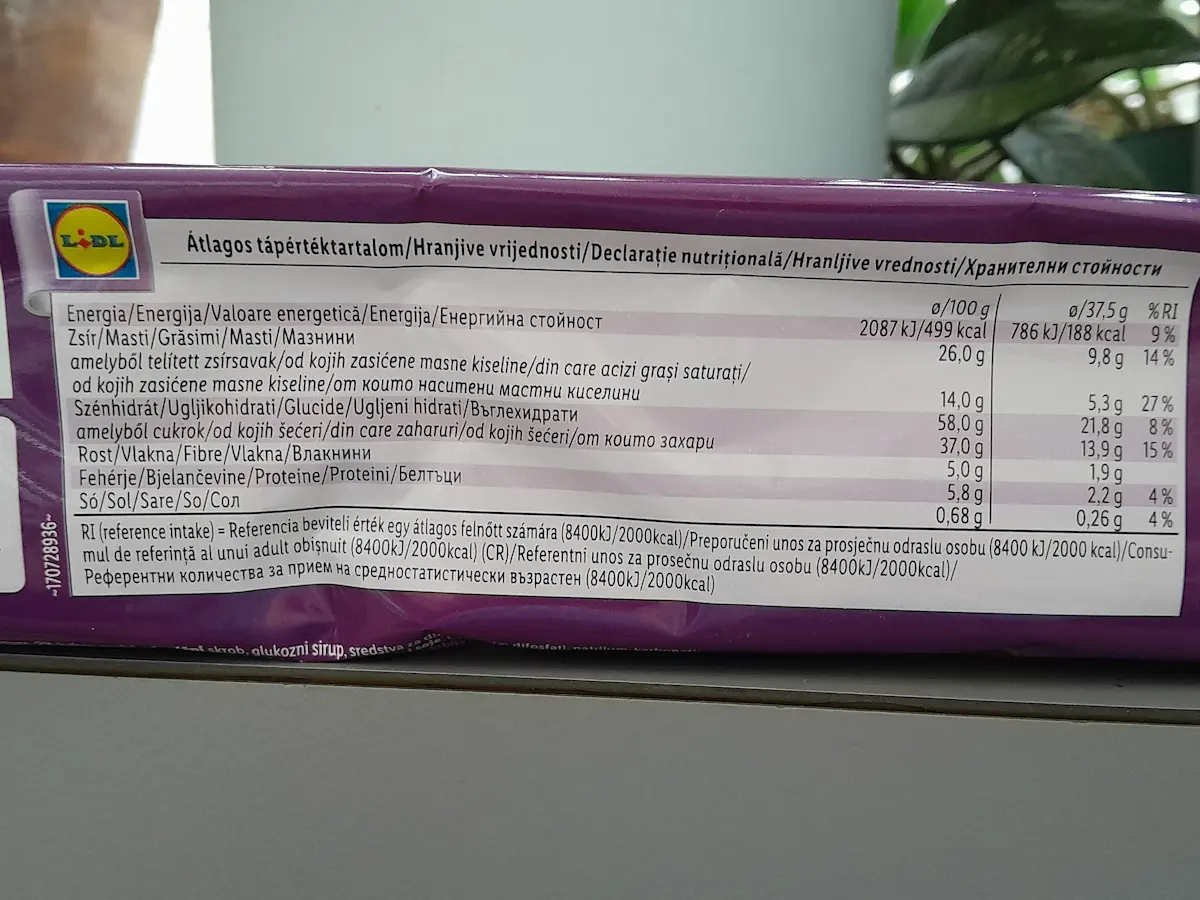 LIDL
Átlagos tápértéktartalom/Hranjive vrijednosti/Declarație nutrițională/Hranljive vrednosti/Хранителни стойности
ø/100 g ø/37,5 g %RI
Energia/Energija/Valoare energetică/Energija/Енергийна стойност 2087 kJ/499 kcal 786 kJ/188 kcal 9 %
Zsír/Masti/Grăsimi/Masti/Мазнини 26,0 g 9,8 g 14 %
amelyből telített zsírsavak/od kojih zasićene masne kiseline/din care acizi grași saturați/
od kojih zasićene masne kiseline/от които наситени мастни киселини 14,0 g 5,3 g 27 %
Szénhidrát/Ugljikohidrati/Glucide/Ugljeni hidrati/Въглехидрати 58,0 g 21,8 g 8 %
amelyből cukrok/od kojih šećeri/din care zaharuri/od kojih šećeri/от които захари 37,0 g 13,9 g 15 %
Rost/Vlakna/Fibre/Vlakna/Влакнини 5,0 g 1,9 g
Fehérje/Bjelančevine/Proteine/Proteini/Белтъци 5,8 g 2,2 g 4 %
Só/Sol/Sare/So/Сол 0,68 g 0,26 g 4 %
RI (reference intake) = Referencia beviteli érték egy átlagos felnőtt számára (8400kJ/2000kcal)/Preporučeni unos za prosječnu odraslu osobu (8400 kJ/2000 kcal)/Consu-
mul de referință al unui adult obișnuit (8400kJ/2000kcal) (CR)/Referentni unos za prosečnu odraslu osobu (8400kJ/2000kcal)/
Референтни количества за прием на средностатистически възрастен (8400kJ/2000kcal)
~1707728936~
skrob, glukozni sirup, sredstva za